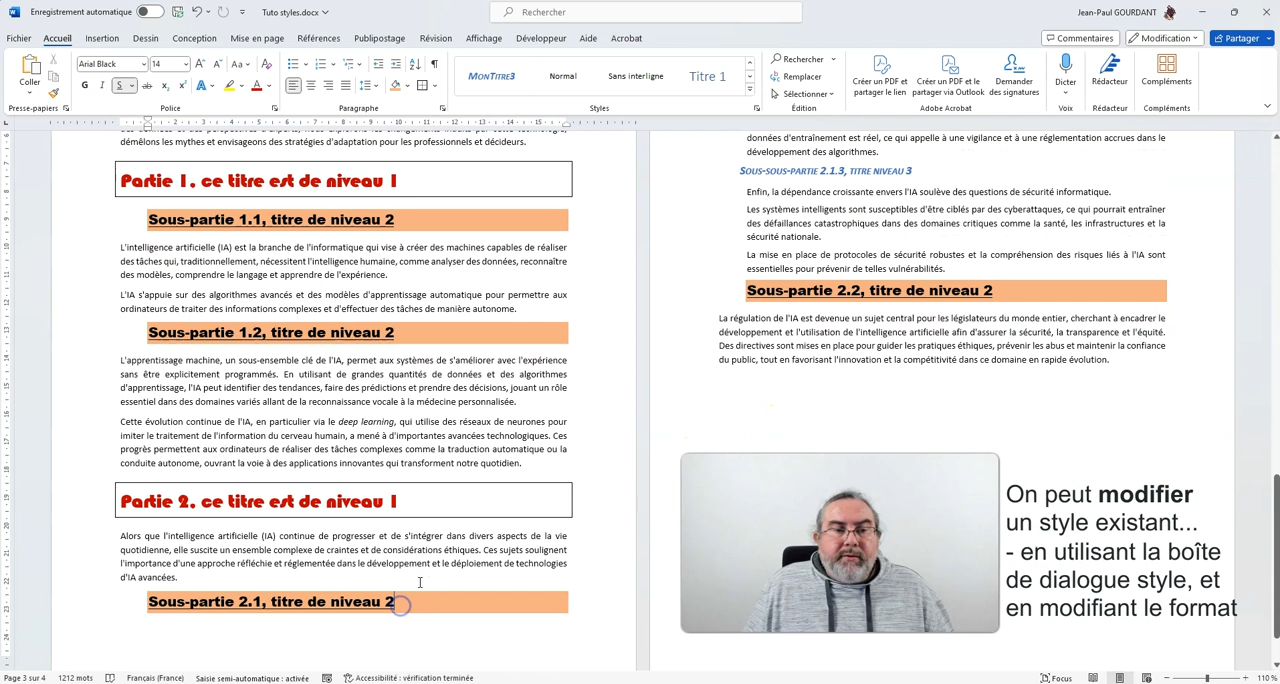 Enregistrement automatique
Tuto styles.docx
Rechercher
Jean-Paul GOURDANT
Fichier Accueil Insertion Dessin Conception Mise en page Références Publipostage Révision Affichage Développeur Aide Acrobat
Commentaires Modification Partager
Coller
Presse-papiers
Arial Black 14
G I S ab x₂ x²
Police
Paragraphe
MonTitre3 Normal Sans interligne Titre 1
Styles
Rechercher
Remplacer
Sélectionner
Édition
Créer un PDF et
partager le lien
Créer un PDF et le
partager via Outlook
Demander
des signatures
Adobe Acrobat
Dicter
Voix
Rédacteur
Rédacteur
Compléments
Compléments
démêlons les mythes et envisageons des stratégies d'adaptation pour les professionnels et décideurs.
Partie 1, ce titre est de niveau 1
Sous-partie 1.1, titre de niveau 2
L'intelligence artificielle (IA) est la branche de l'informatique qui vise à créer des machines capables de réaliser
des tâches qui, traditionnellement, nécessitent l'intelligence humaine, comme analyser des données, reconnaître
des modèles, comprendre le langage et apprendre de l'expérience.
L'IA s'appuie sur des algorithmes avancés et des modèles d'apprentissage automatique pour permettre aux
ordinateurs de traiter des informations complexes et d'effectuer des tâches de manière autonome.
Sous-partie 1.2, titre de niveau 2
L'apprentissage machine, un sous-ensemble clé de l'IA, permet aux systèmes de s'améliorer avec l'expérience
sans être explicitement programmés. En utilisant de grandes quantités de données et des algorithmes
d'apprentissage, l'IA peut identifier des tendances, faire des prédictions et prendre des décisions, jouant un rôle
essentiel dans des domaines variés allant de la reconnaissance vocale à la médecine personnalisée.
Cette évolution continue de l'IA, en particulier via le deep learning, qui utilise des réseaux de neurones pour
imiter le traitement de l'information du cerveau humain, a mené à d'importantes avancées technologiques. Ces
progrès permettent aux ordinateurs de réaliser des tâches complexes comme la traduction automatique ou la
conduite autonome, ouvrant la voie à des applications innovantes qui transforment notre quotidien.
Partie 2, ce titre est de niveau 1
Alors que l'intelligence artificielle (IA) continue de progresser et de s'intégrer dans divers aspects de la vie
quotidienne, elle suscite un ensemble complexe de craintes et de considérations éthiques. Ces sujets soulignent
l'importance d'une approche réfléchie et réglementée dans le développement et le déploiement de technologies
d'IA avancées.
Sous-partie 2.1, titre de niveau 2
données d'entraînement est réel, ce qui appelle à une vigilance et à une réglementation accrues dans le
développement des algorithmes.
Sous-sous-partie 2.1.3, titre niveau 3
Enfin, la dépendance croissante envers l'IA soulève des questions de sécurité informatique.
Les systèmes intelligents sont susceptibles d'être ciblés par des cyberattaques, ce qui pourrait entraîner
des défaillances catastrophiques dans des domaines critiques comme la santé, les infrastructures et la
sécurité nationale.
La mise en place de protocoles de sécurité robustes et la compréhension des risques liés à l'IA sont
essentielles pour prévenir de telles vulnérabilités.
Sous-partie 2.2, titre de niveau 2
La régulation de l'IA est devenue un sujet central pour les législateurs du monde entier, cherchant à encadrer le
développement et l'utilisation de l'intelligence artificielle afin d'assurer la sécurité, la transparence et l'équité.
Des directives sont mises en place pour guider les pratiques éthiques, prévenir les abus et maintenir la confiance
du public, tout en favorisant l'innovation et la compétitivité dans ce domaine en rapide évolution.
On peut modifier
un style existant...
- en utilisant la boîte
de dialogue style, et
en modifiant le format
Page 3 sur 4 1212 mots Français (France) Saisie semi-automatique : activée Accessibilité : vérification terminée
Focus 110 %